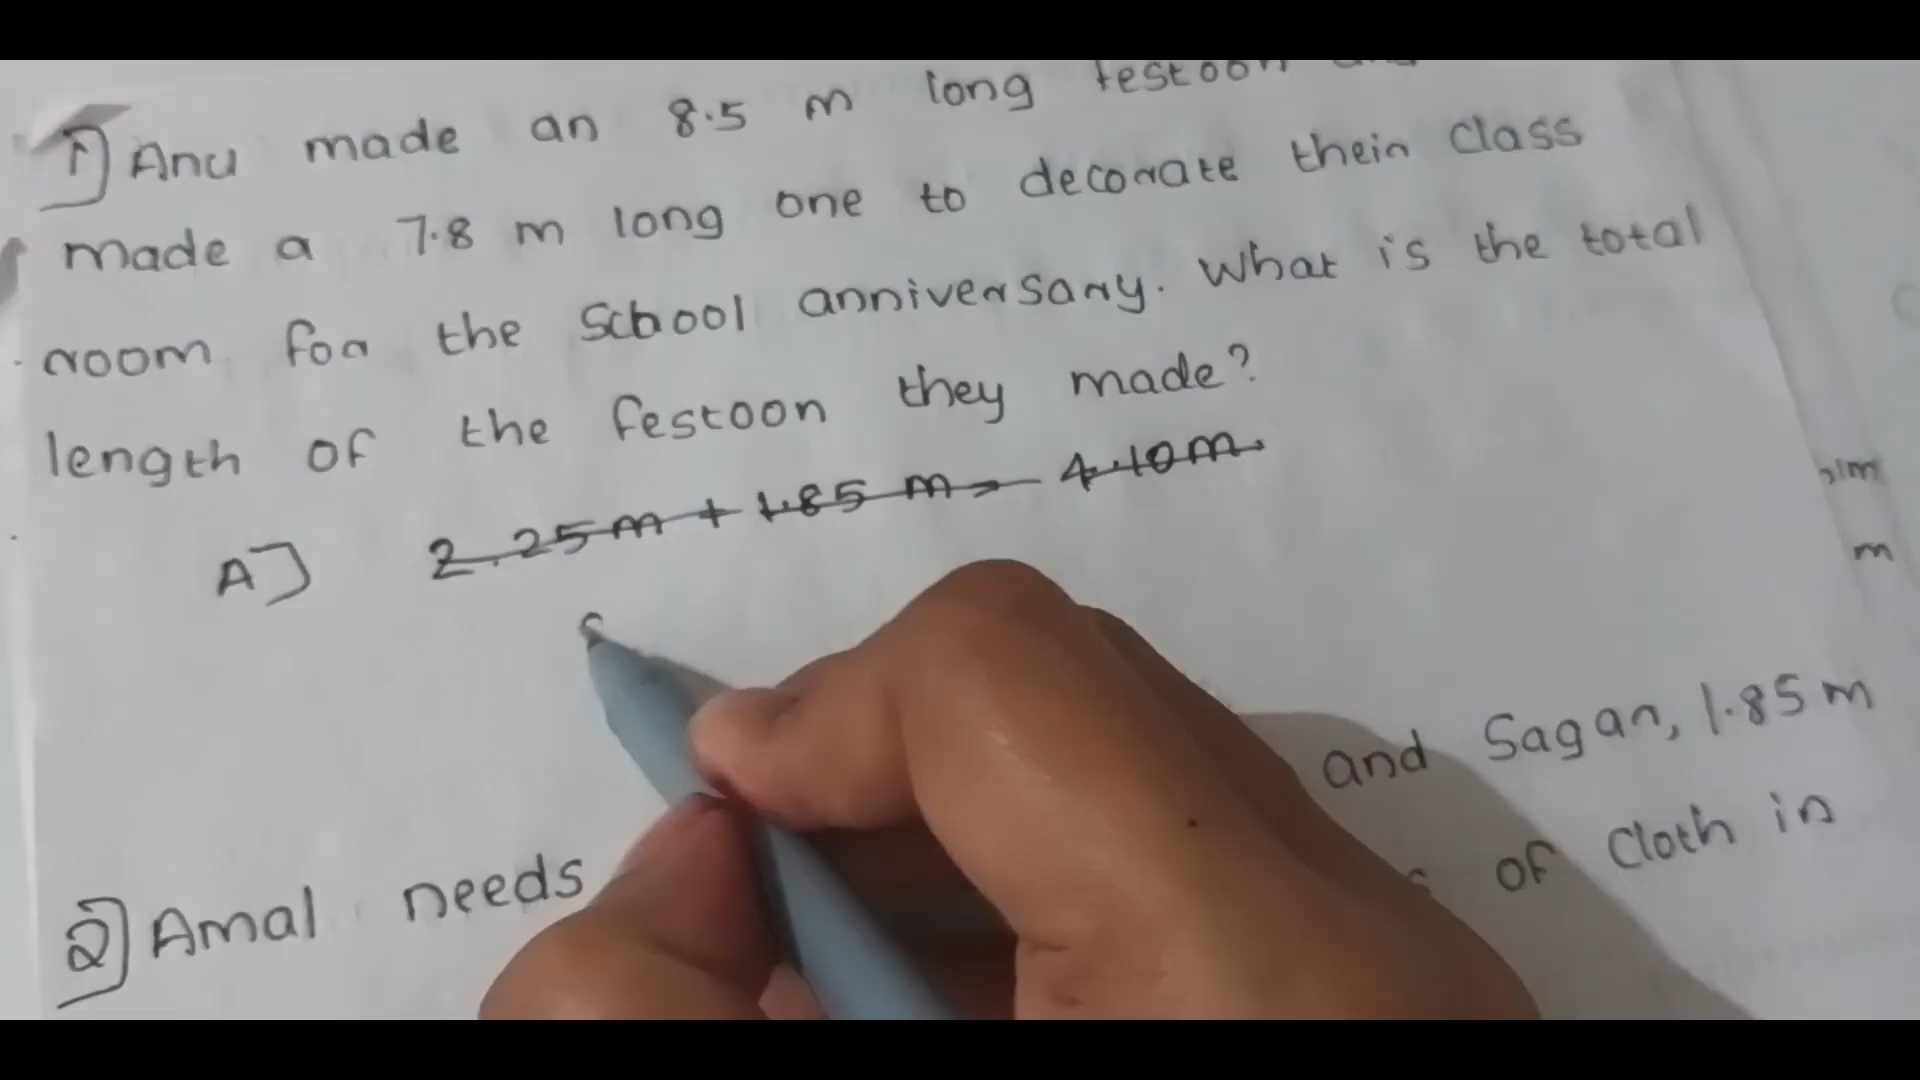 1] Anu made an 8.5 m long festoon
made a 7.8 m long one to decorate their class
room for the School anniversary. What is the total
length of the festoon they made?
A] 2.25 m + 1.85 m = 4.10 m.
m
2] Amal needs and Sagar, 1.85 m
of Cloth in